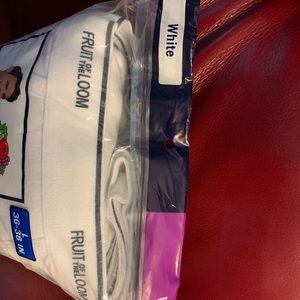 White
FRUIT OF THE LOOM
FRUIT OF THE LOOM
L
36-38 IN